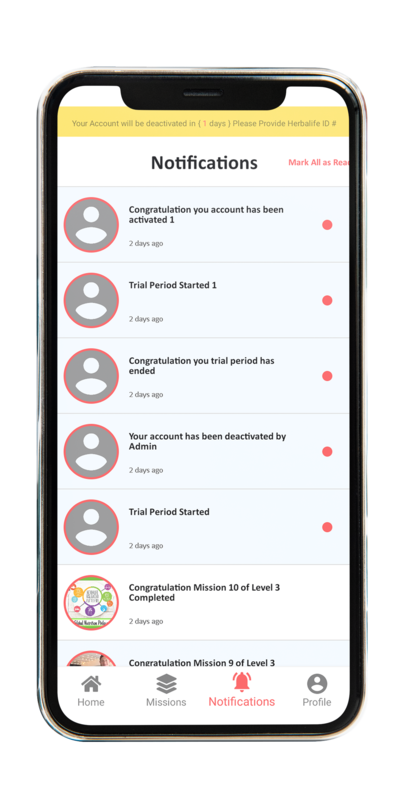 Your Account will be deactivated in ( 1 days ) Please Provide Herbalife ID #
Notifications
Mark All as Read
Congratulation you account has been
activated 1
2 days ago
Trial Period Started 1
2 days ago
Congratulation you trial period has
ended
2 days ago
Your account has been deactivated by
Admin
2 days ago
Trial Period Started
2 days ago
Congratulation Mission 10 of Level 3
Completed
2 days ago
Congratulation Mission 9 of Level 3
Home
Missions
Notifications
Profile